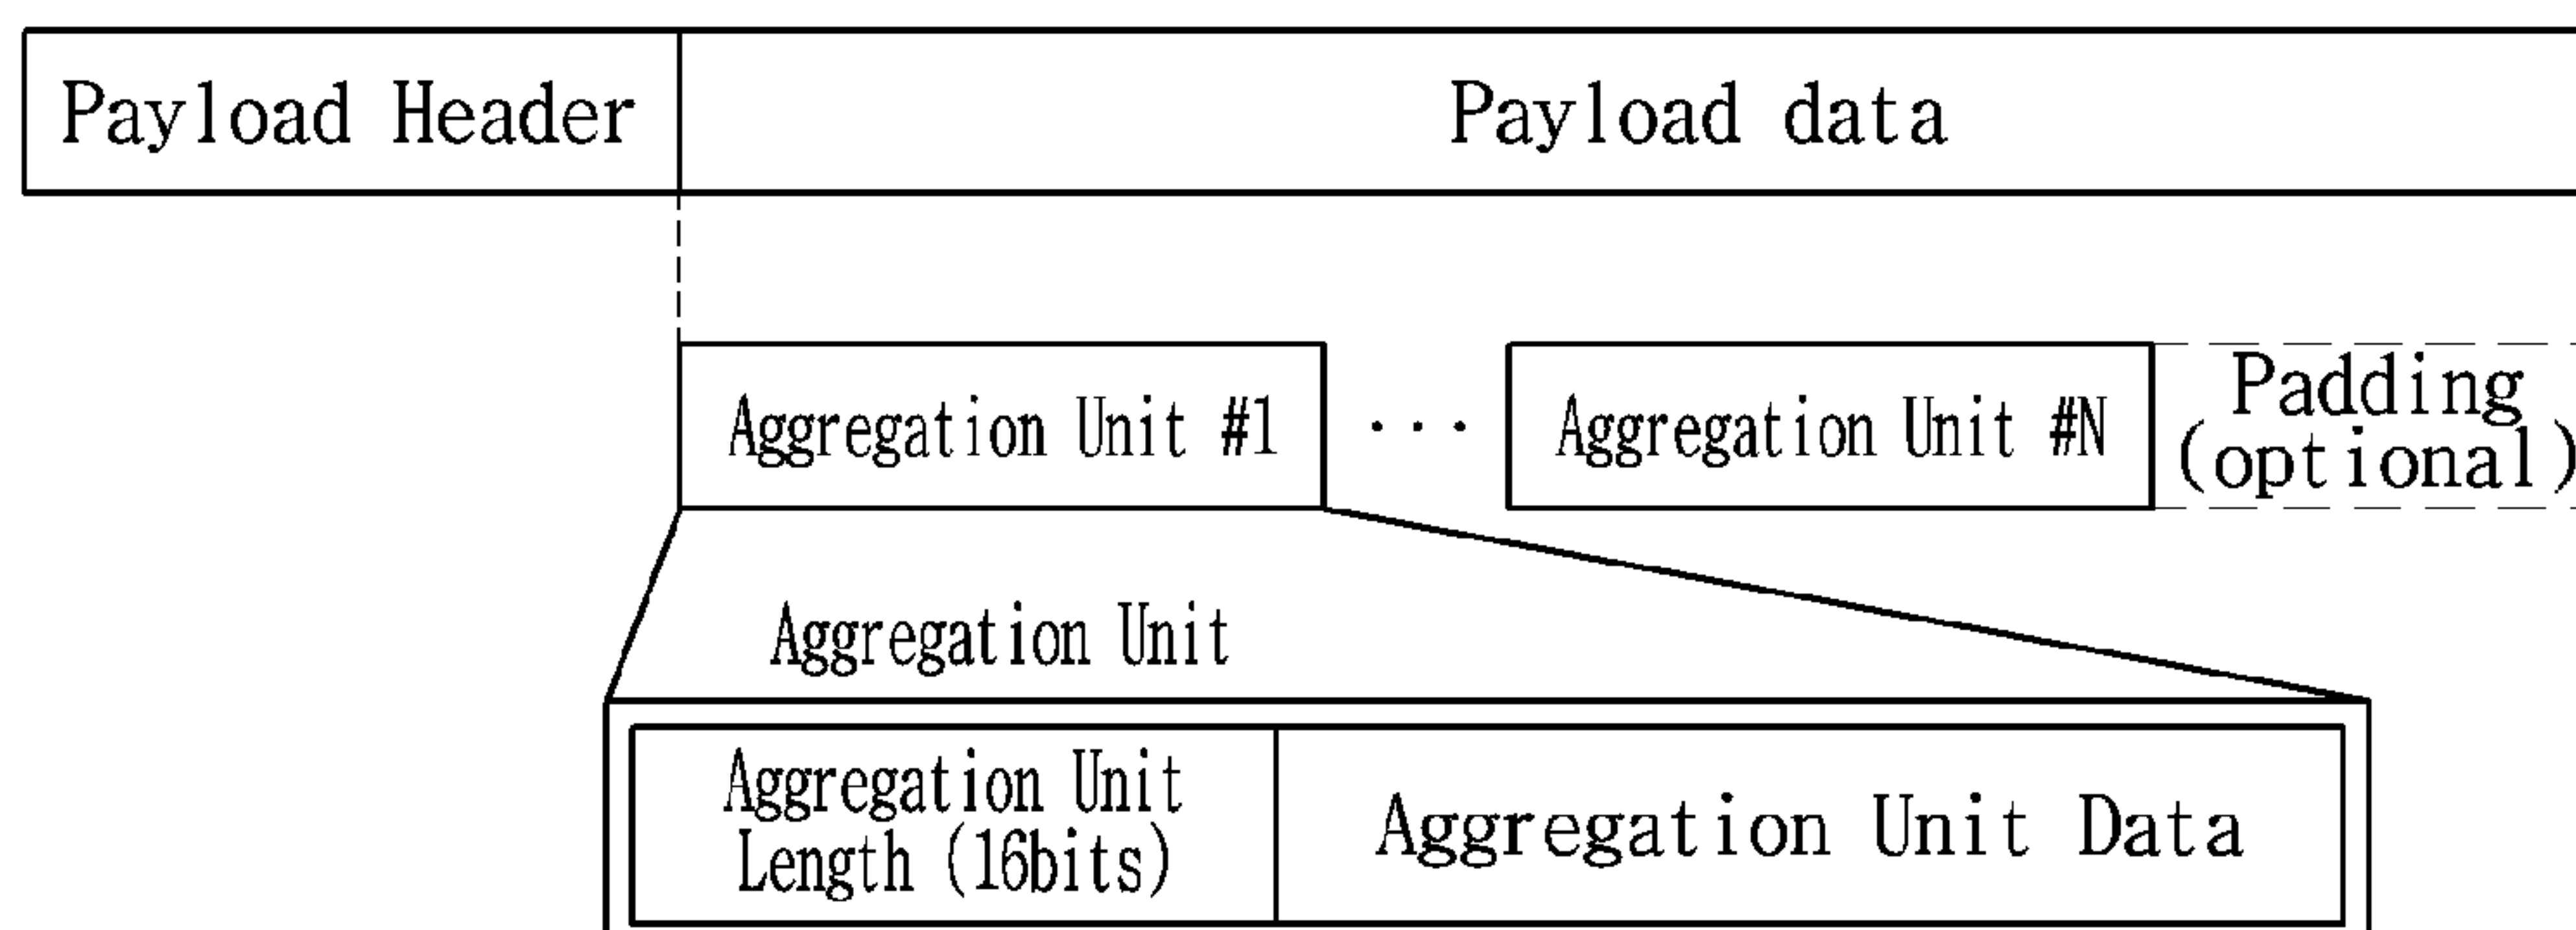 Payload Header
Payload data
Aggregation Unit #1
...
Aggregation Unit #N
Padding
(optional)
Aggregation Unit
Aggregation Unit
Length (16bits)
Aggregation Unit Data